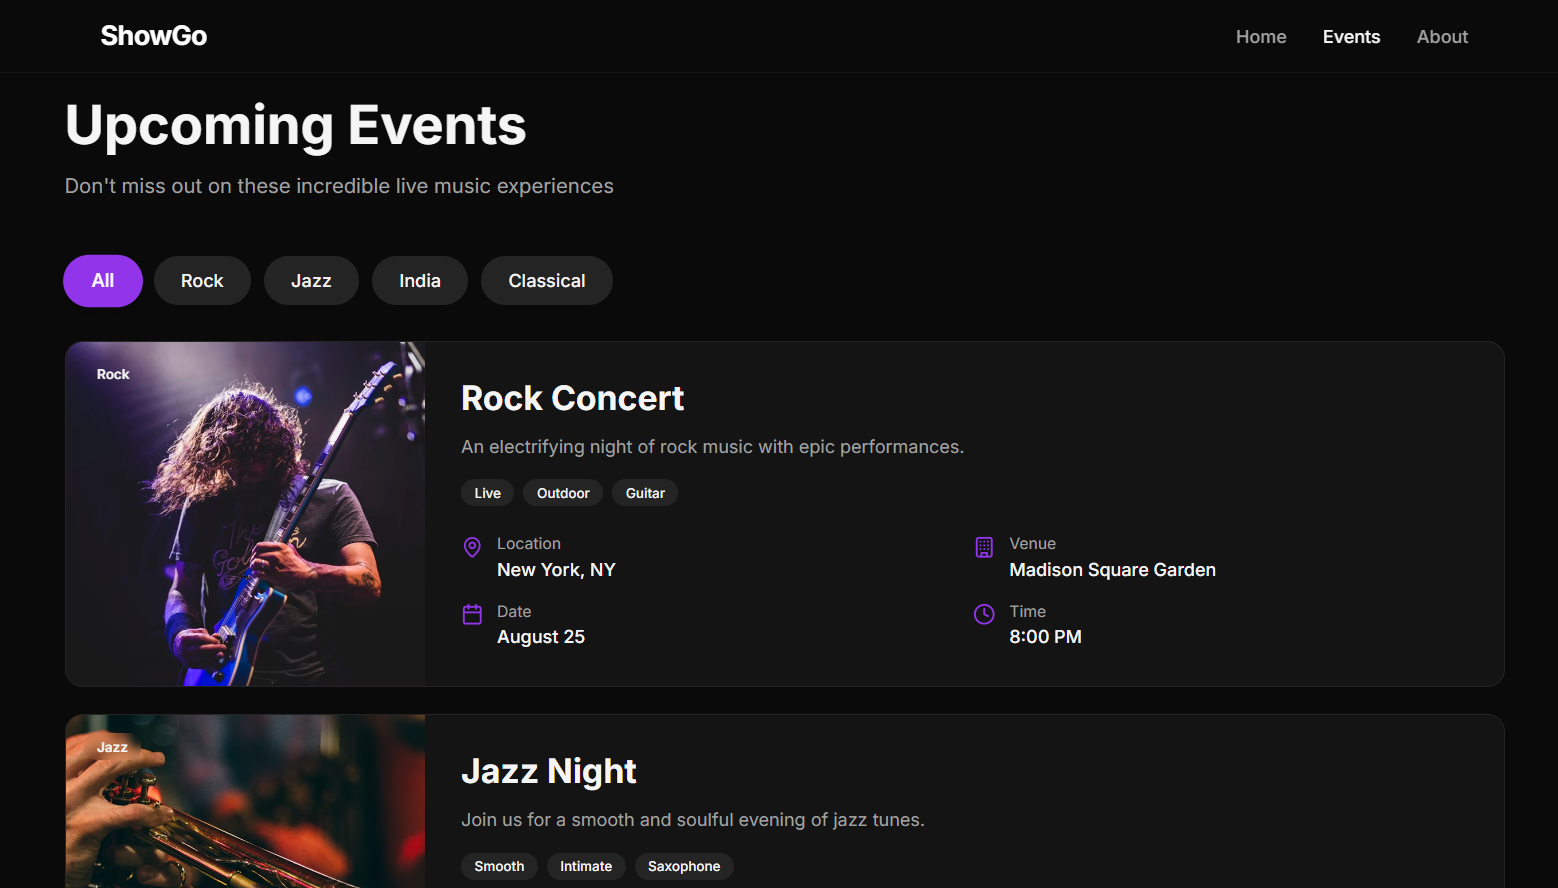 ShowGo
Home Events About
Upcoming Events
Don't miss out on these incredible live music experiences
All Rock Jazz India Classical
Rock
Rock Concert
An electrifying night of rock music with epic performances.
Live Outdoor Guitar
Location Venue
New York, NY Madison Square Garden
Date Time
August 25 8:00 PM
Jazz
Jazz Night
Join us for a smooth and soulful evening of jazz tunes.
Smooth Intimate Saxophone